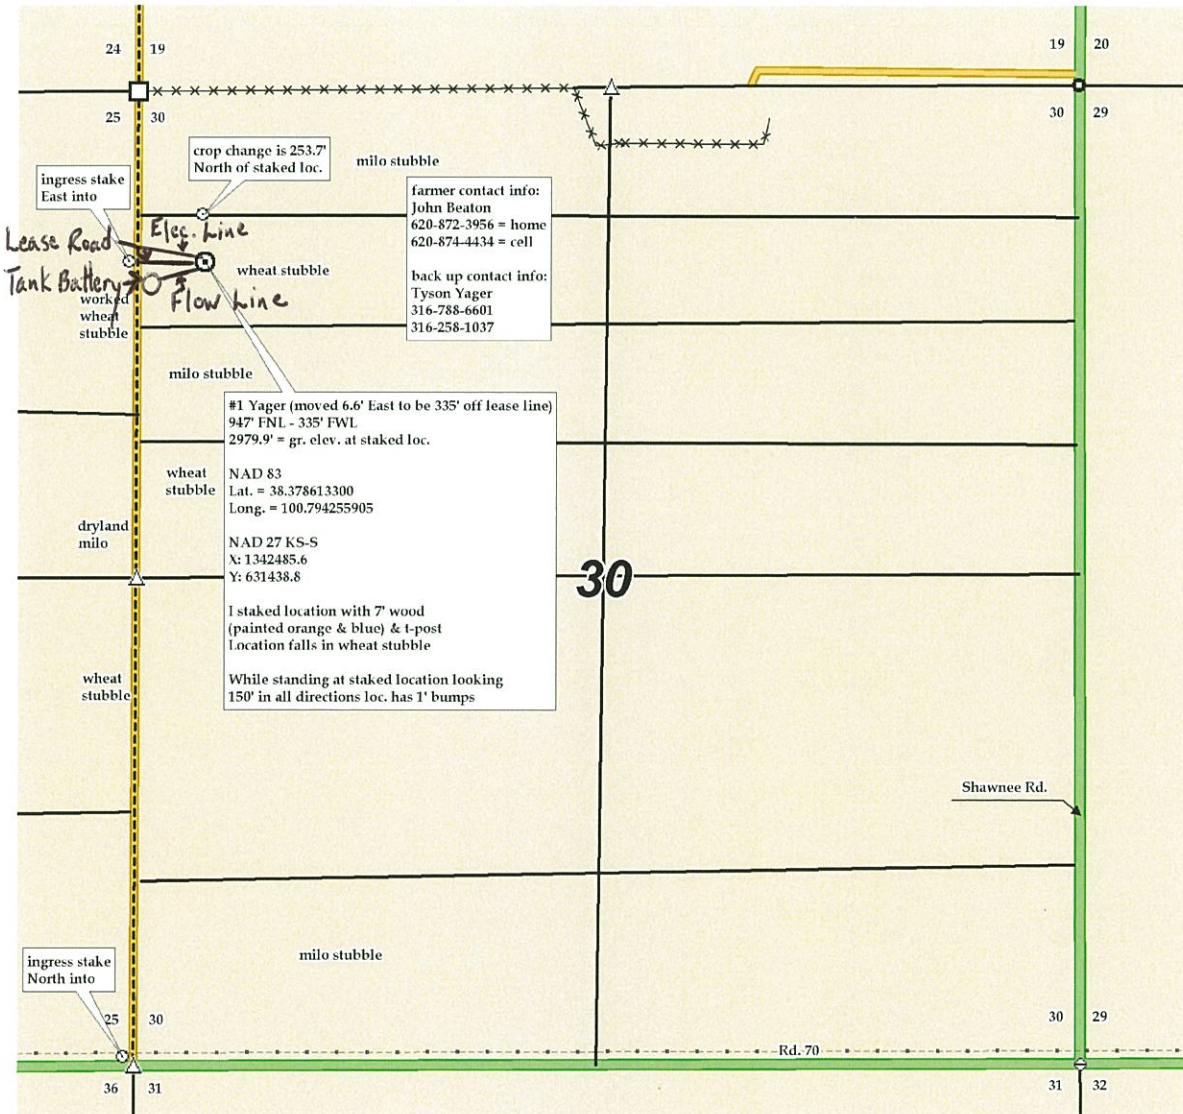 24
19
19
20
25
30
30
29
crop change is 253.7'
North of staked loc.
milo stubble
ingress stake
East into
farmer contact info:
John Beaton
620-872-3956 = home
620-874-4434 = cell
back up contact info:
Tyson Yager
316-788-6601
316-258-1037
Elec. Line
Lease Road
wheat stubble
Tank Battery
Flow Line
worked
wheat
stubble
milo stubble
#1 Yager (moved 6.6' East to be 335' off lease line)
947' FNL - 335' FWL
2979.9' = gr. elev. at staked loc.
NAD 83
Lat. = 38.378613300
Long. = 100.794255905
NAD 27 KS-S
X: 1342485.6
Y: 631438.8
I staked location with 7' wood
(painted orange & blue) & t-post
Location falls in wheat stubble
While standing at staked location looking
150' in all directions loc. has 1' bumps
wheat
stubble
dryland
milo
30
wheat
stubble
Shawnee Rd.
milo stubble
ingress stake
North into
25
30
30
29
Rd. 70
36
31
31
32